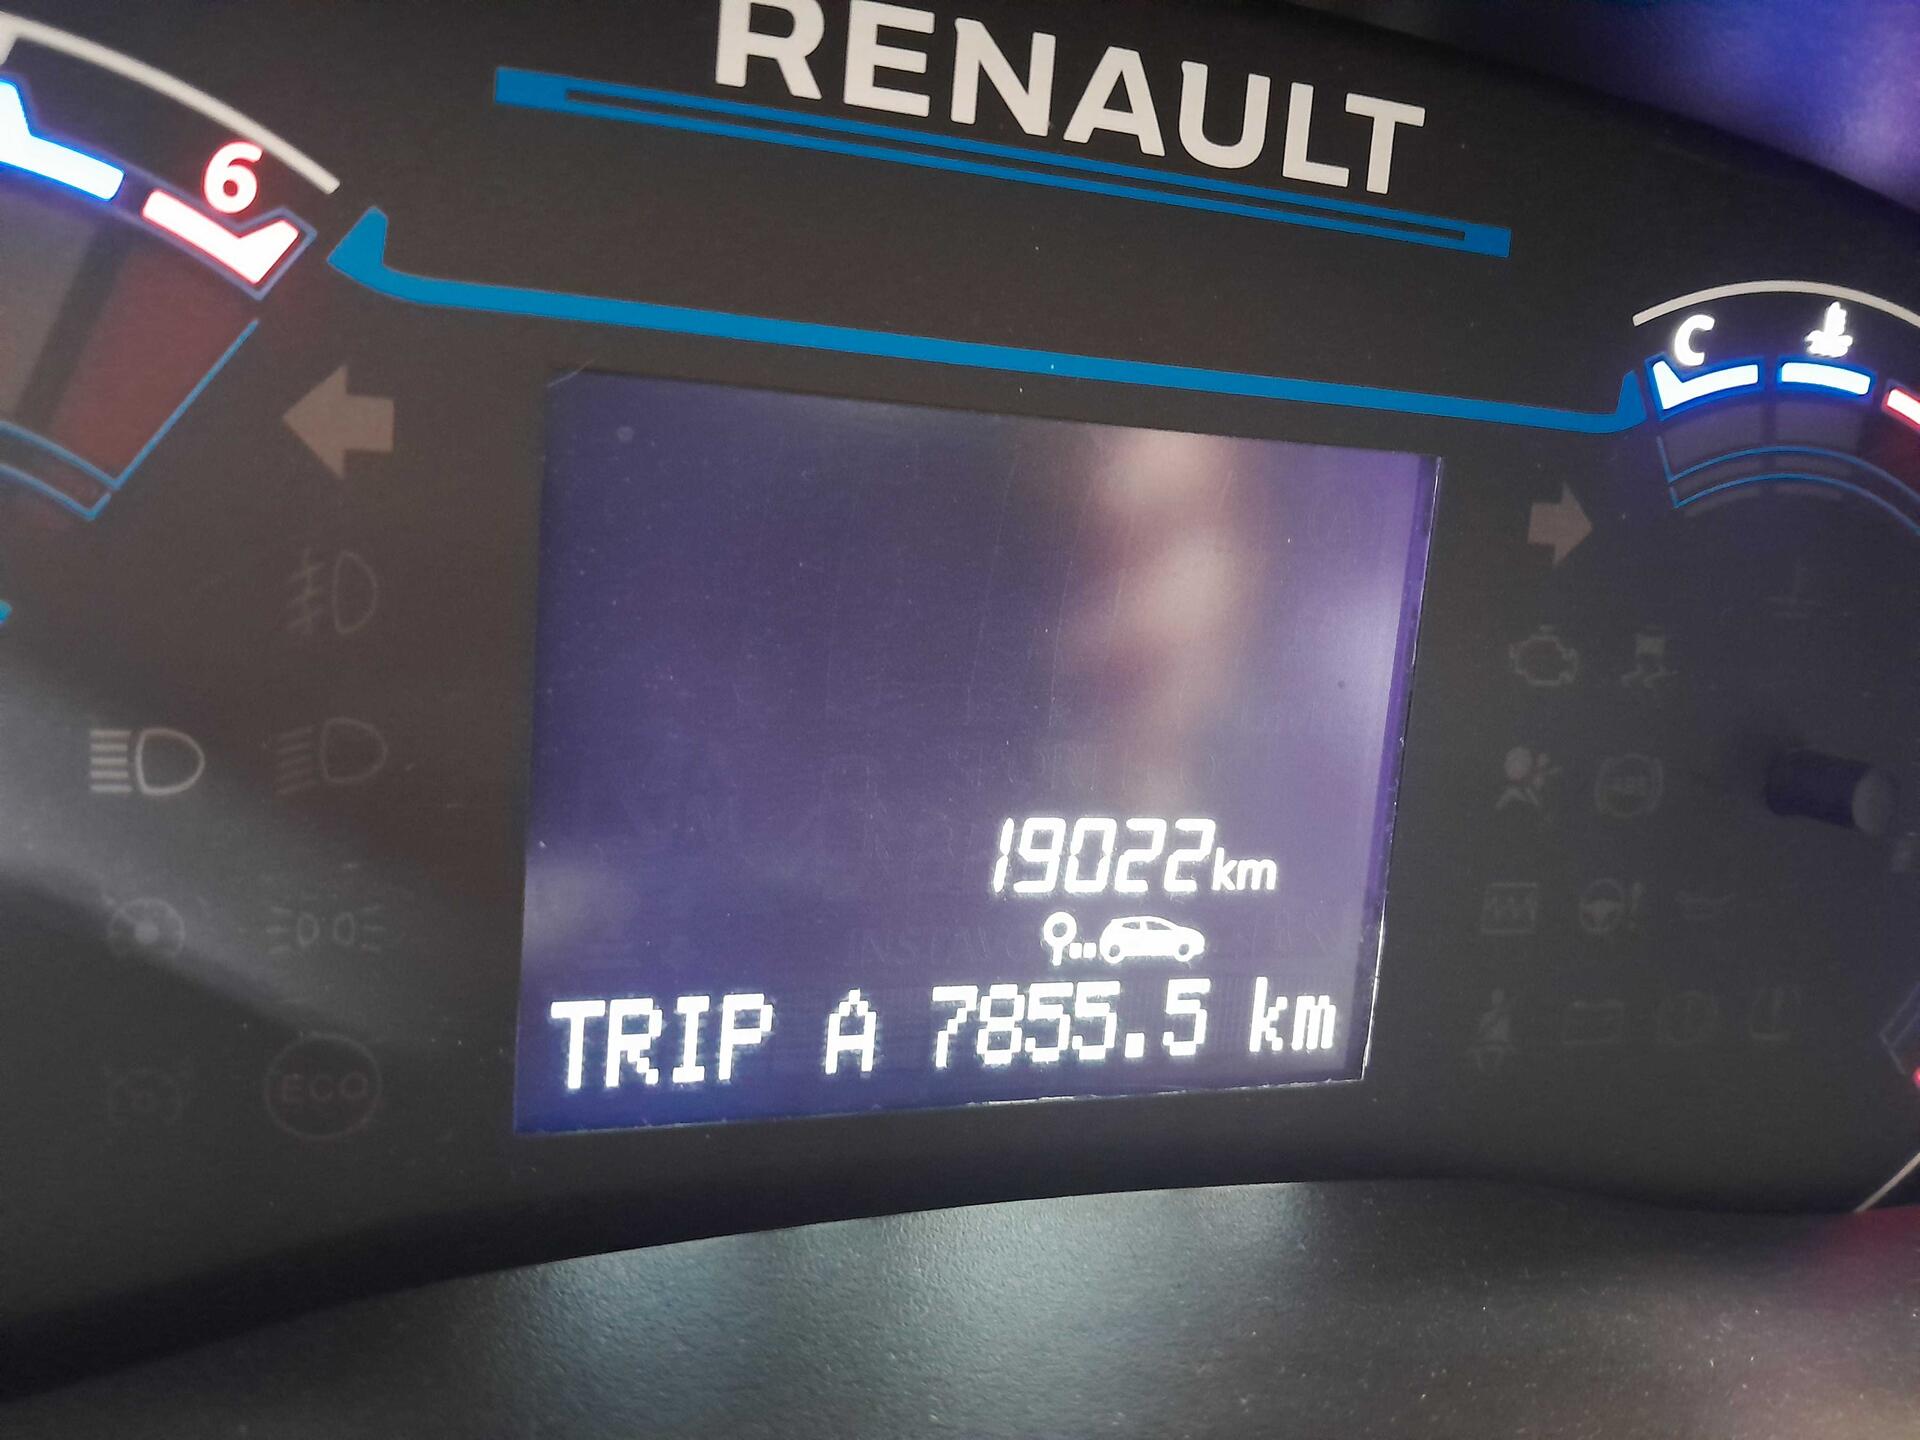 RENAULT
6
C
19022km
TRIP A 7855.5 km
ECO